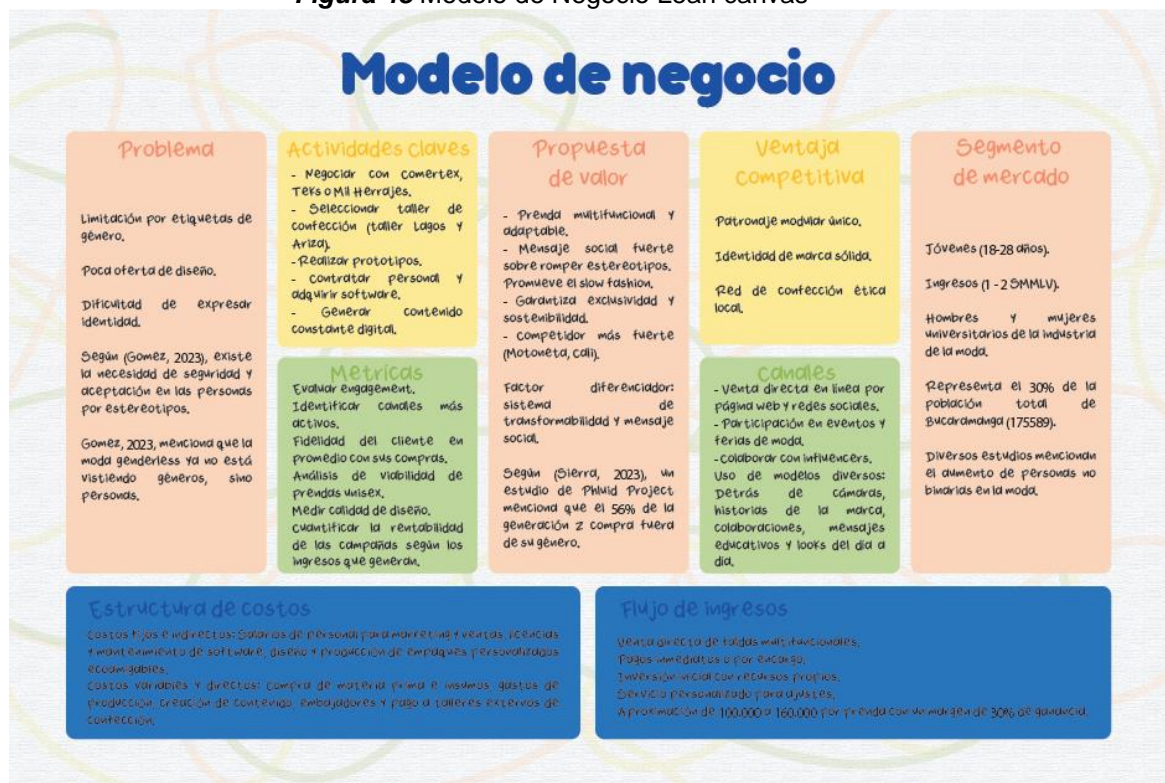 Modelo de Negocio Lean canvas
Modelo de negocio
Problema
Limitación por etiquetas de
género.
Poca oferta de diseño.
Dificultad de expresar
identidad.
Según (Gomez, 2023), existe
la necesidad de seguridad y
aceptación en las personas
por estereotipos.
Gomez, 2023, menciona que la
moda genderless ya no está
vistiendo géneros, sino
personas.
Actividades claves
- Negociar con comertex,
Teks o Mil Herrajes.
- Seleccionar taller de
confección (taller Lagos y
Ariza).
-Realizar prototipos.
- contratar personal y
adquirir software.
- Generar contenido
constante digital.
Métricas
Evaluar engagement.
Identificar canales más
activos.
Fidelidad del cliente en
promedio con sus compras.
Análisis de viabilidad de
prendas unisex.
Medir calidad de diseño.
cuantificar la rentabilidad
de las campañas según los
ingresos que generan.
Propuesta
de valor
- Prenda multifuncional y
adaptable.
- Mensaje social fuerte
sobre romper estereotipos.
Promueve el slow fashion.
- Garantiza exclusividad y
sostenibilidad.
- Competidor más fuerte
(Motoneta, cali).
Factor diferenciador:
sistema de
transformabilidad y mensaje
social.
Según (Sierra, 2023), un
estudio de Phluid Project
menciona que el 56% de la
generación z compra fuera
de su género.
Ventaja
competitiva
Patronaje modular único.
Identidad de marca sólida.
Red de confección ética
local.
Canales
- Venta directa en línea por
página web y redes sociales.
- Participación en eventos y
ferias de moda.
-Colaborar con influencers.
Uso de modelos diversos:
Detrás de cámaras,
historias de la marca,
colaboraciones, mensajes
educativos y looks del día a
día.
Segmento
de mercado
Jóvenes (18-28 años).
Ingresos (1 - 2 SMMLV).
Hombres y mujeres
universitarios de la industria
de la moda.
Representa el 30% de la
población total de
Bucaramanga (175589).
Diversos estudios mencionan
el aumento de personas no
binarias en la moda.
Estructura de costos
Costos fijos e indirectos: Salarios de personal para marketing y ventas, licencias
y mantenimiento de software, diseño y producción de empaques personalizados
ecoamigables.
Costos variables y directos: compra de materia prima e insumos, gastos de
producción, creación de contenido, embajadores y pago a talleres externos de
confección.
Flujo de ingresos
Venta directa de faldas multifuncionales.
Pagos inmediatos o por encargo.
Inversión inicial con recursos propios.
Servicio personalizado para ajustes.
Aproximación de 100.000 a 160.000 por prenda con un margen de 30% de ganancia.